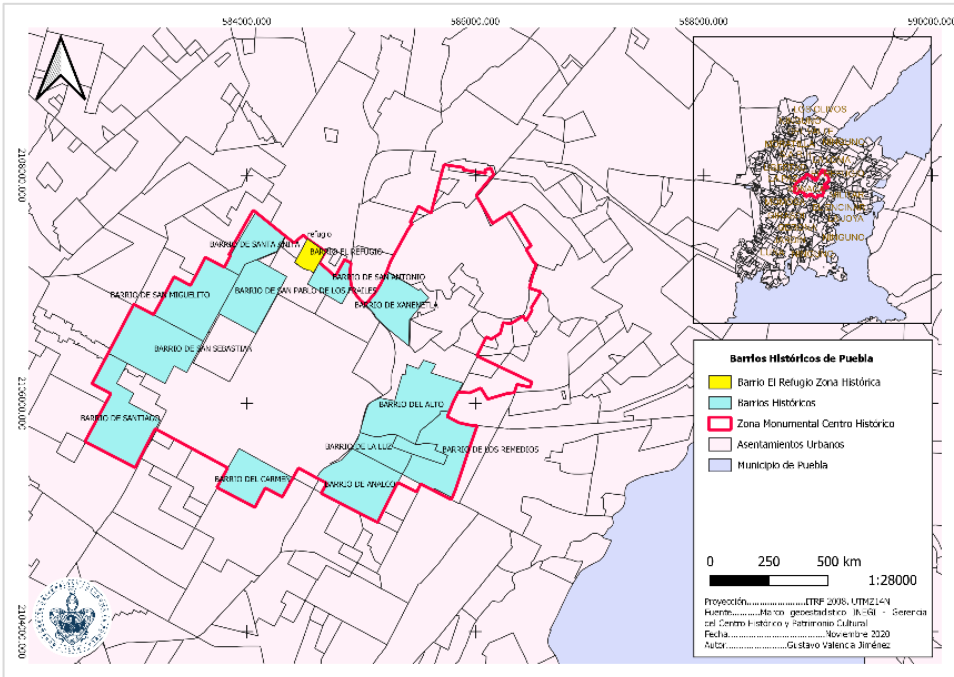 584000.000 586000.000 588000.000 590000.000
2108000.000
2106000.000
2104000.000
refugio
BARRIO DE SANTA ANITA
BARRIO EL REFUGIO
BARRIO DE SAN ANTONIO
BARRIO DE SAN MIGUELITO
BARRIO DE SAN PABLO DE LOS FRAILES
BARRIO DE XANENETLA
BARRIO DE SAN SEBASTIAN
BARRIO DE SANTIAGO
BARRIO DEL ALTO
BARRIO DE LA LUZ
BARRIO DE LOS REMEDIOS
BARRIO DEL CARMEN
BARRIO DE ANALCO
Barrios Históricos de Puebla
Barrio El Refugio Zona Histórica
Barrios Históricos
Zona Monumental Centro Histórico
Asentamientos Urbanos
Municipio de Puebla
0 250 500 km
1:28000
Proyección....................ITRF 2008, UTMZ14N
Fuente..........Marco geoestadístico INEGI - Gerencia
del Centro Histórico y Patrimonio Cultural
Fecha..............................Noviembre 2020
Autor....................Gustavo Valencia Jiménez